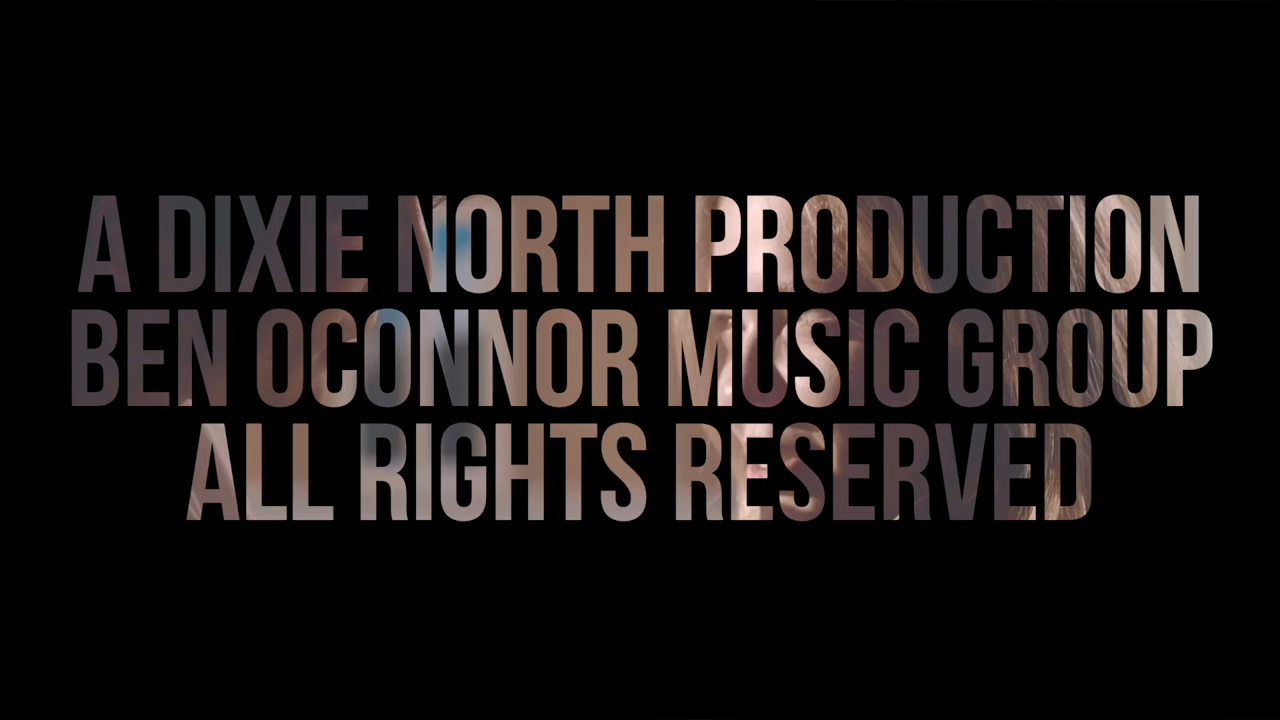 A DIXIE NORTH PRODUCTION
BEN OCONNOR MUSIC GROUP
ALL RIGHTS RESERVED